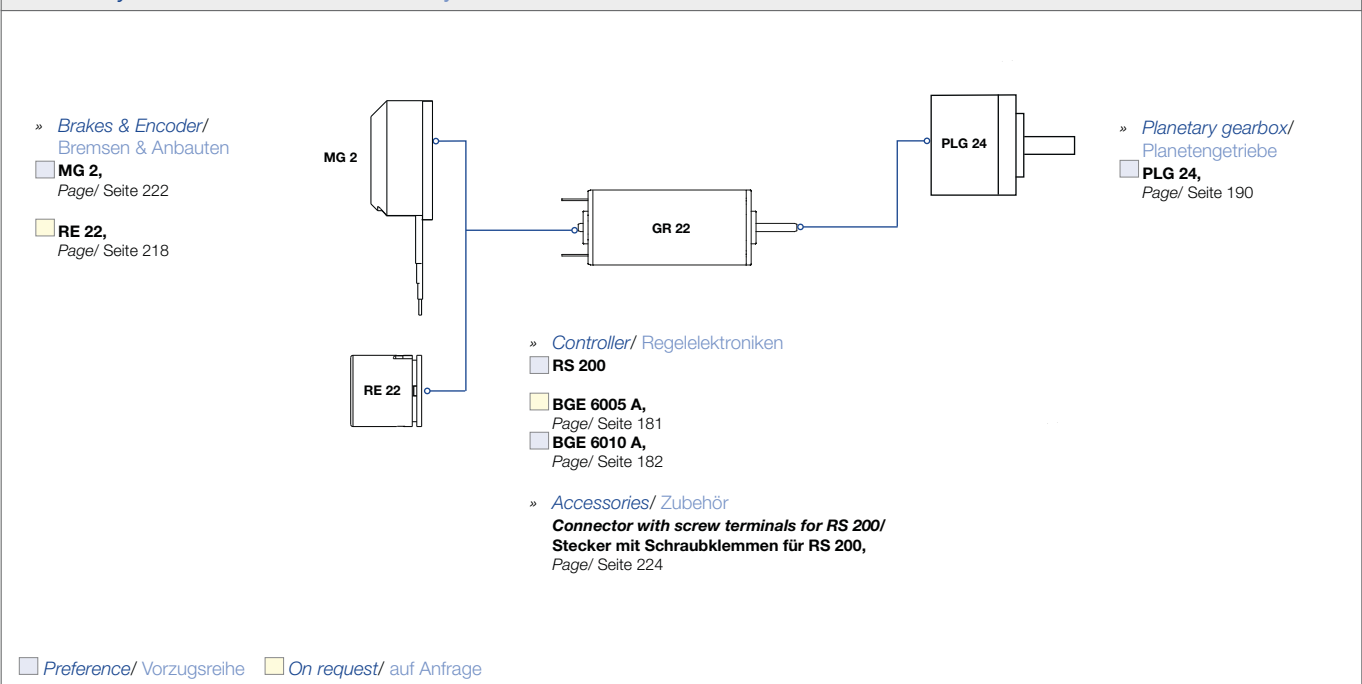 » Brakes & Encoder/
Bremsen & Anbauten
MG 2,
Page/ Seite 222
RE 22,
Page/ Seite 218
MG 2
RE 22
GR 22
PLG 24
» Planetary gearbox/
Planetengetriebe
PLG 24,
Page/ Seite 190
» Controller/ Regelelektroniken
RS 200
BGE 6005 A,
Page/ Seite 181
BGE 6010 A,
Page/ Seite 182
» Accessories/ Zubehör
Connector with screw terminals for RS 200/
Stecker mit Schraubklemmen für RS 200,
Page/ Seite 224
Preference/ Vorzugsreihe On request/ auf Anfrage